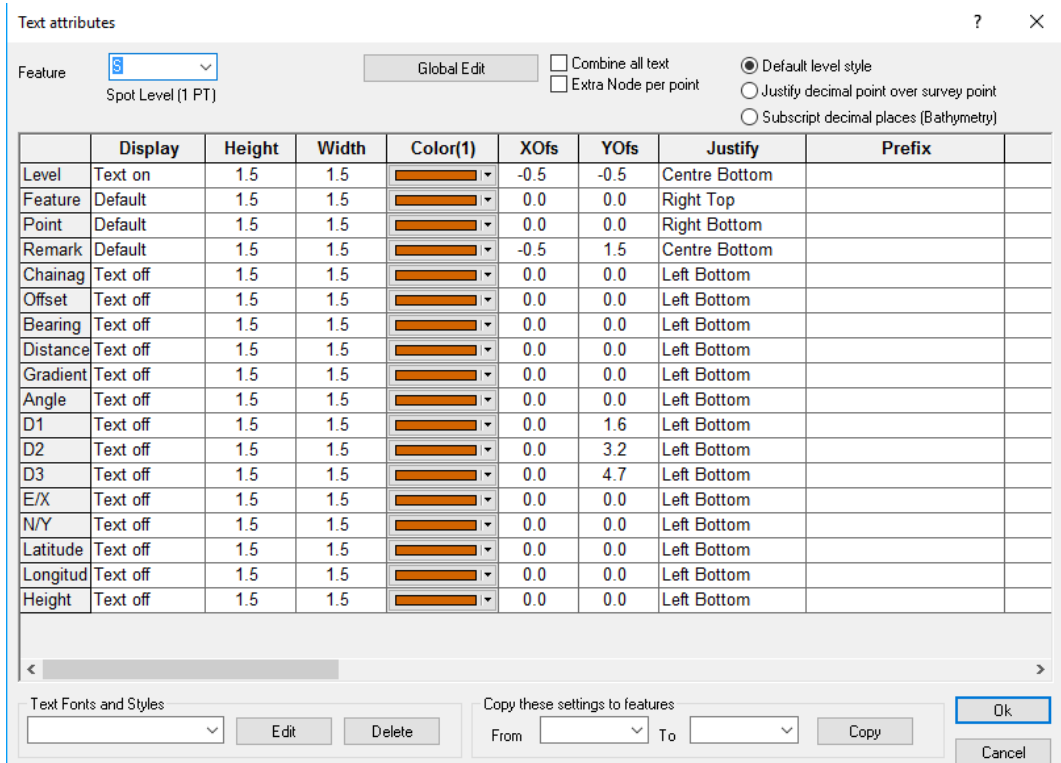 Text attributes ?
Feature S Global Edit Combine all text Default level style
Spot Level (1 PT) Extra Node per point Justify decimal point over survey point
Subscript decimal places (Bathymetry)
Display Height Width Color(1) XOfs YOfs Justify Prefix
Level Text on 1.5 1.5 -0.5 -0.5 Centre Bottom
Feature Default 1.5 1.5 0.0 0.0 Right Top
Point Default 1.5 1.5 0.0 0.0 Right Bottom
Remark Default 1.5 1.5 -0.5 1.5 Centre Bottom
Chainag Text off 1.5 1.5 0.0 0.0 Left Bottom
Offset Text off 1.5 1.5 0.0 0.0 Left Bottom
Bearing Text off 1.5 1.5 0.0 0.0 Left Bottom
Distance Text off 1.5 1.5 0.0 0.0 Left Bottom
Gradient Text off 1.5 1.5 0.0 0.0 Left Bottom
Angle Text off 1.5 1.5 0.0 0.0 Left Bottom
D1 Text off 1.5 1.5 0.0 1.6 Left Bottom
D2 Text off 1.5 1.5 0.0 3.2 Left Bottom
D3 Text off 1.5 1.5 0.0 4.7 Left Bottom
E/X Text off 1.5 1.5 0.0 0.0 Left Bottom
N/Y Text off 1.5 1.5 0.0 0.0 Left Bottom
Latitude Text off 1.5 1.5 0.0 0.0 Left Bottom
Longitud Text off 1.5 1.5 0.0 0.0 Left Bottom
Height Text off 1.5 1.5 0.0 0.0 Left Bottom
Text Fonts and Styles Copy these settings to features
Edit Delete From To Copy Ok
Cancel